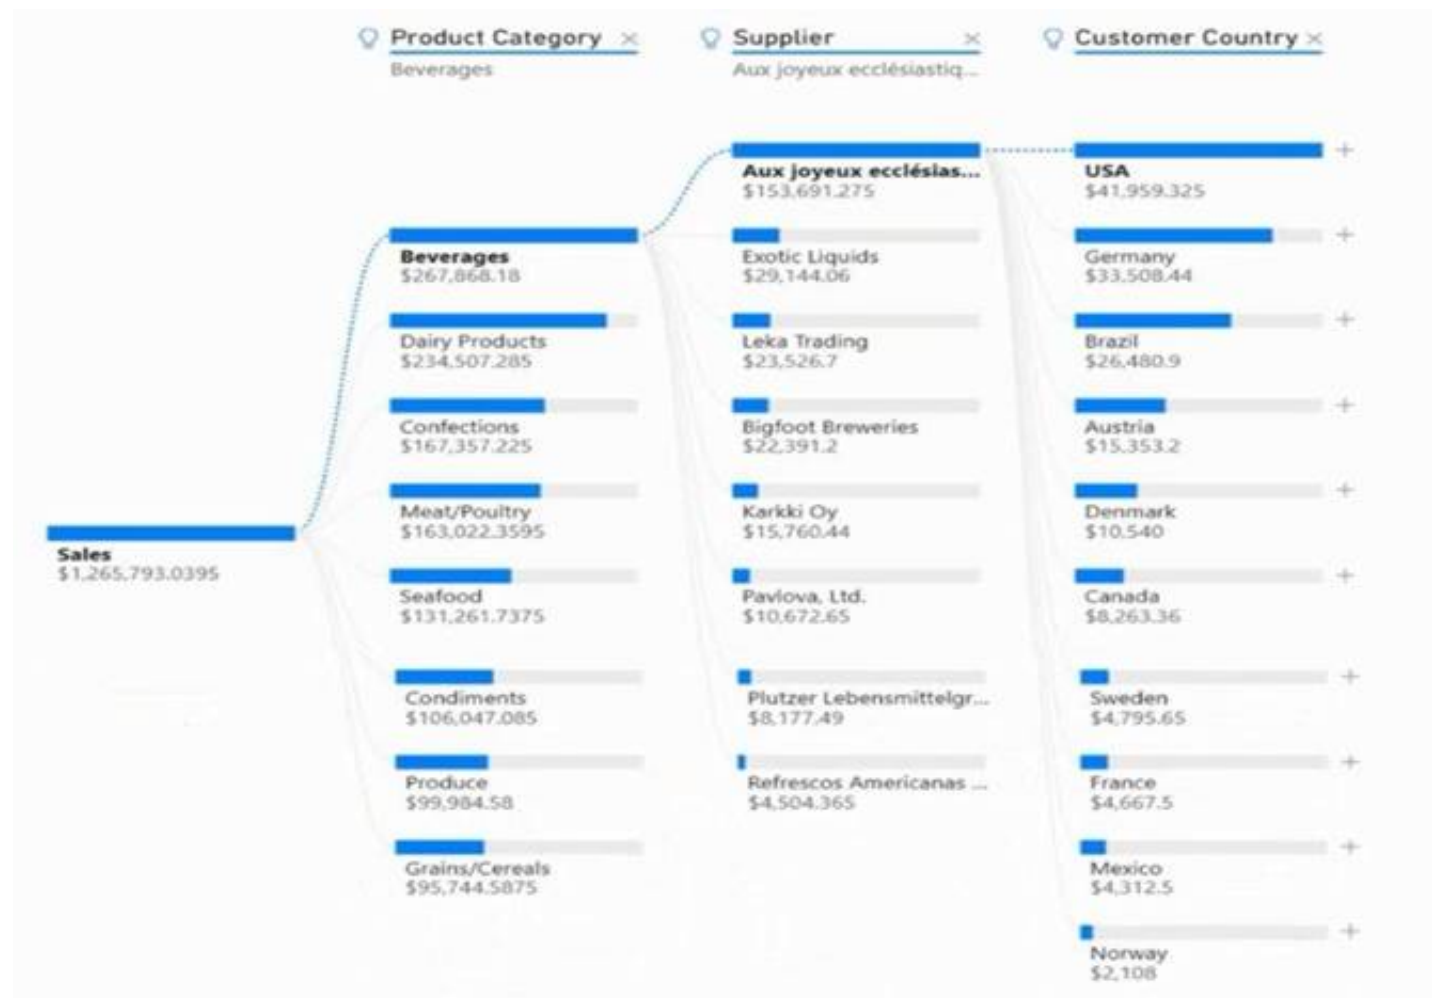 Product Category
Beverages
Supplier
Aux joyeux ecclésiastiq...
Customer Country
Sales
$1,265,793.0395
Beverages
$267,868.18
Dairy Products
$234,507.285
Confections
$167,357.225
Meat/Poultry
$163,022.3595
Seafood
$131,261.7375
Condiments
$106,047.085
Produce
$99,984.58
Grains/Cereals
$95,744.5875
Aux joyeux ecclésias...
$153,691.275
Exotic Liquids
$29,144.06
Leka Trading
$23,526.7
Bigfoot Breweries
$22,391.2
Karkki Oy
$15,760.44
Pavlova, Ltd.
$10,672.65
Plutzer Lebensmittelgr...
$8,177.49
Refrescos Americanas ...
$4,504.365
USA
$41,959.325
Germany
$33,508.44
Brazil
$26,480.9
Austria
$15,353.2
Denmark
$10,540
Canada
$8,263.36
Sweden
$4,795.65
France
$4,667.5
Mexico
$4,312.5
Norway
$2,108